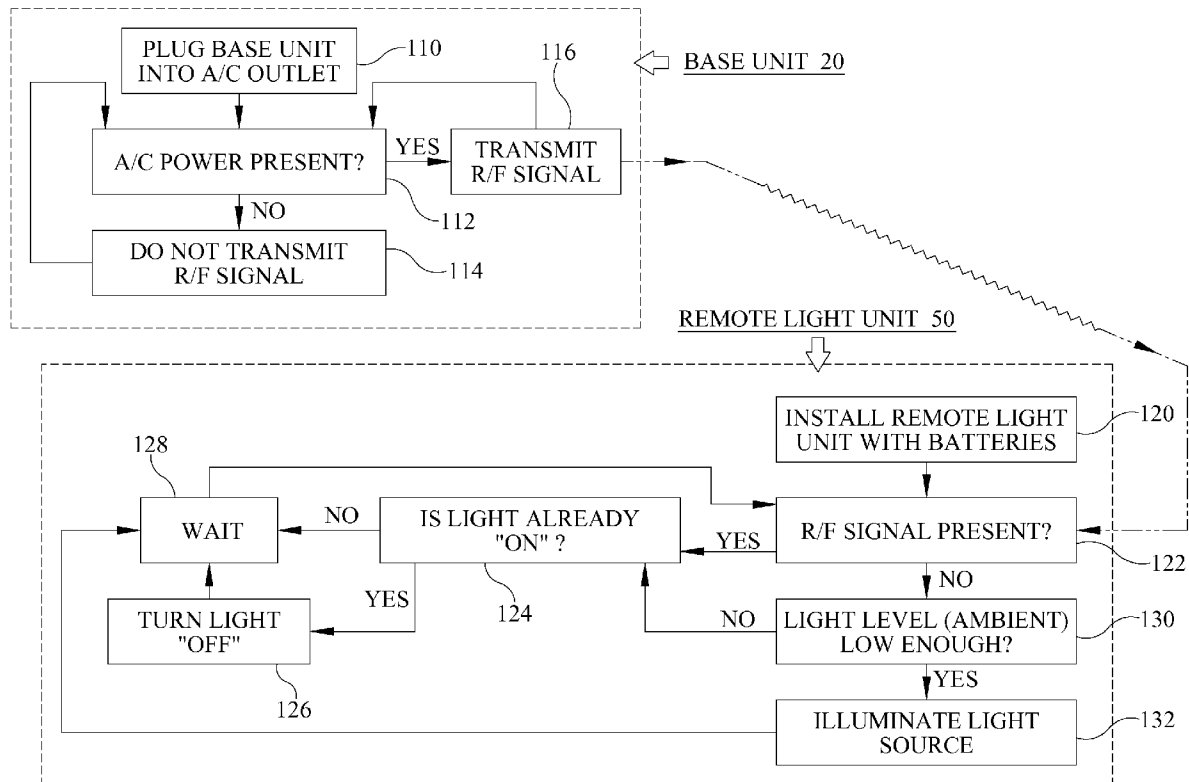 PLUG BASE UNIT
INTO A/C OUTLET
110
116
BASE UNIT 20
A/C POWER PRESENT?
YES
TRANSMIT
R/F SIGNAL
112
NO
DO NOT TRANSMIT
R/F SIGNAL
114
REMOTE LIGHT UNIT 50
INSTALL REMOTE LIGHT
UNIT WITH BATTERIES
120
128
WAIT
NO
IS LIGHT ALREADY
"ON" ?
YES
R/F SIGNAL PRESENT?
122
YES
124
NO
TURN LIGHT
"OFF"
126
NO
LIGHT LEVEL (AMBIENT)
LOW ENOUGH?
130
YES
ILLUMINATE LIGHT
SOURCE
132